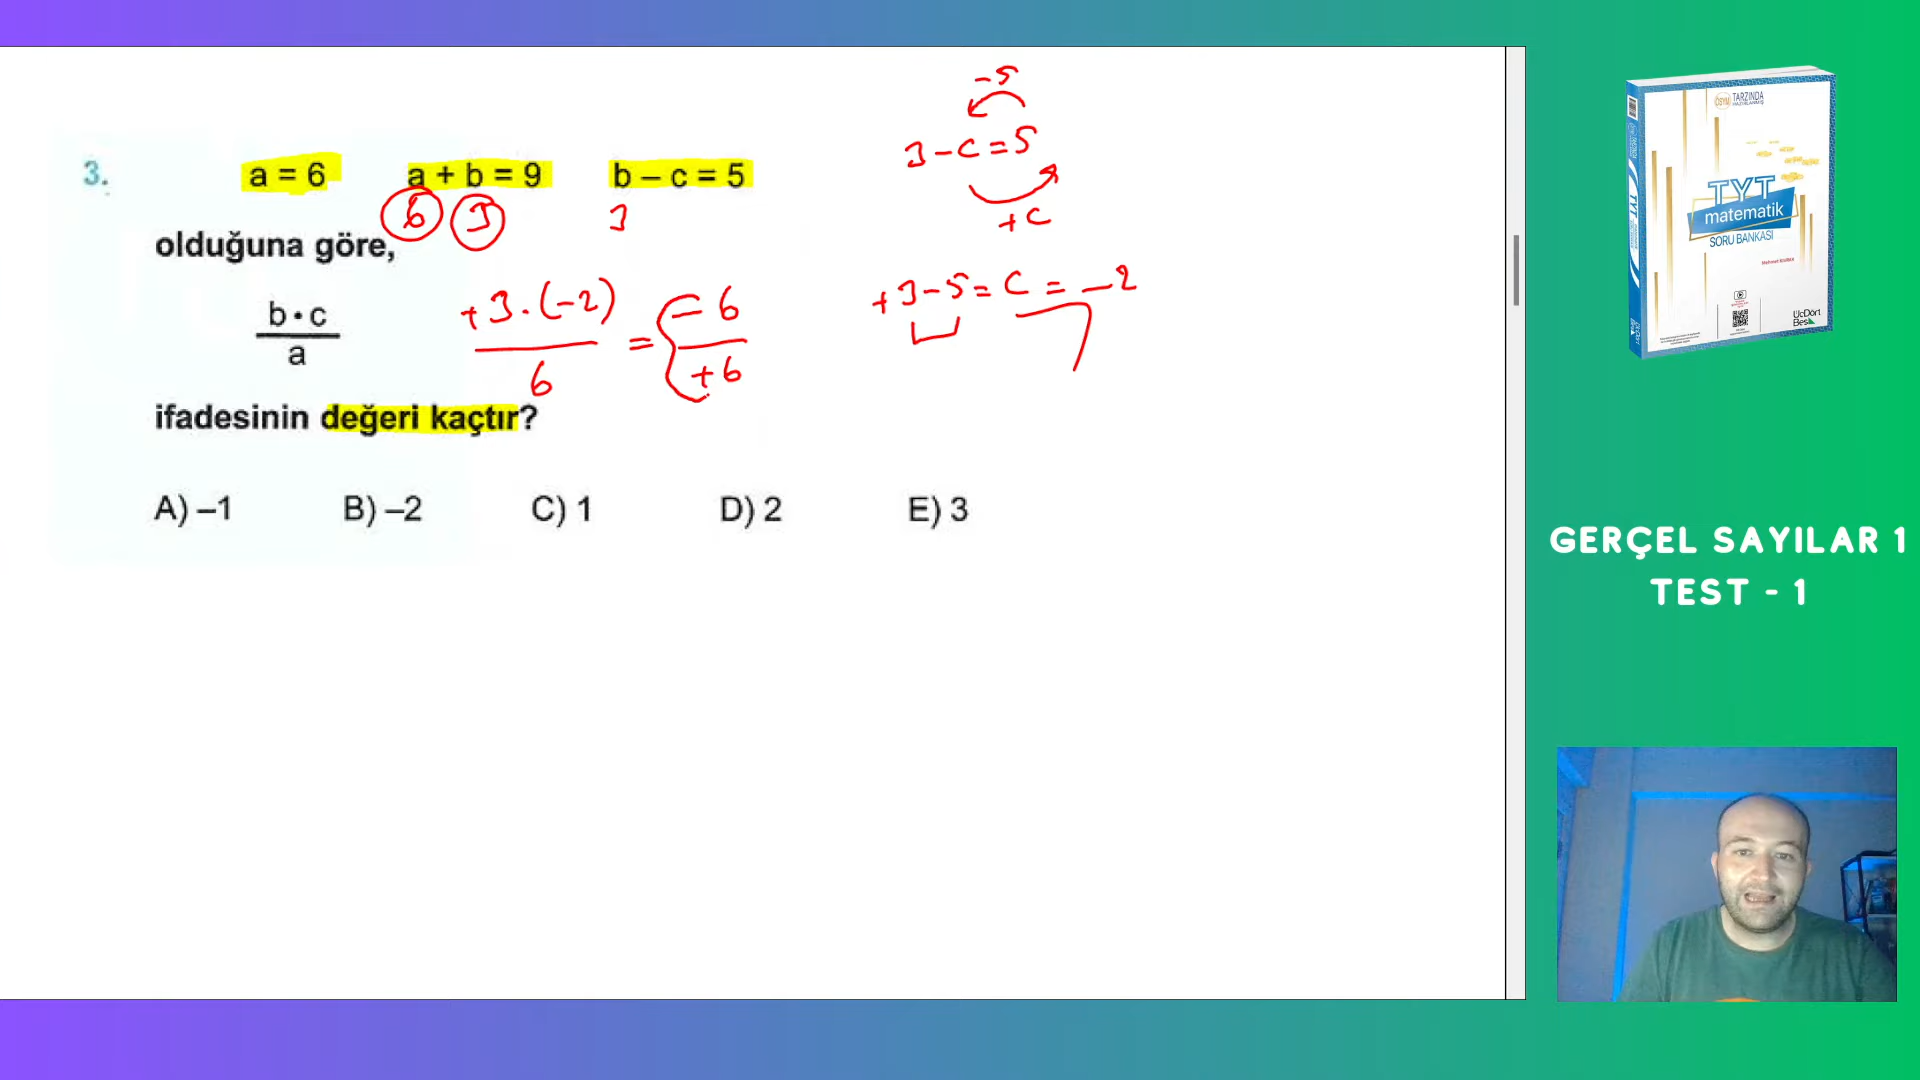 3. a = 6 a + b = 9 b – c = 5
6 3 3
olduğuna göre,
b • c
a
+3.(-2)
6
= -6
+6
ifadesinin değeri kaçtır?
A) –1 B) –2 C) 1 D) 2 E) 3
-5
3-c=5
+c
+3-5=c=-2
ÖSYM TARZINDA
TYT
matematik
SORU BANKASI
ÜçDört
Beş
TYT
GERÇEL SAYILAR 1
TEST - 1